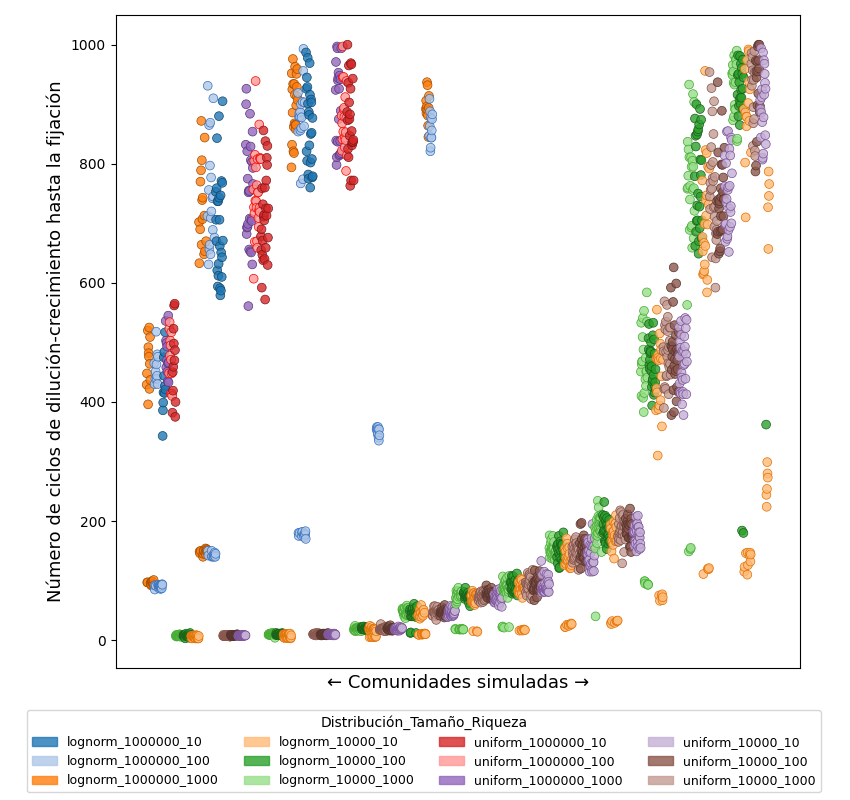 Número de ciclos de dilución-crecimiento hasta la fijación
1000
800
600
400
200
0
← Comunidades simuladas →
Distribución_Tamaño_Riqueza
lognorm_1000000_10
lognorm_1000000_100
lognorm_1000000_1000
lognorm_10000_10
lognorm_10000_100
lognorm_10000_1000
uniform_1000000_10
uniform_1000000_100
uniform_1000000_1000
uniform_10000_10
uniform_10000_100
uniform_10000_1000